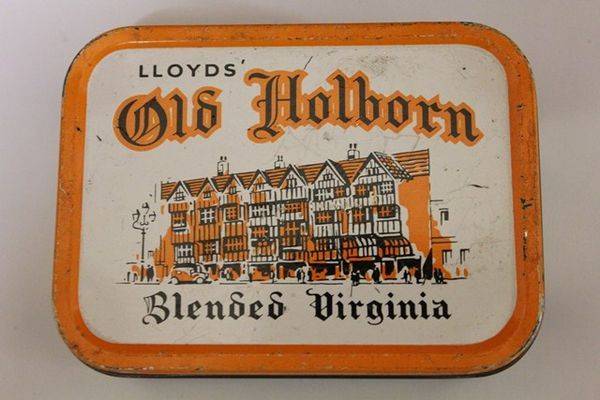 LLOYDS'
Old Holborn
Blended Virginia